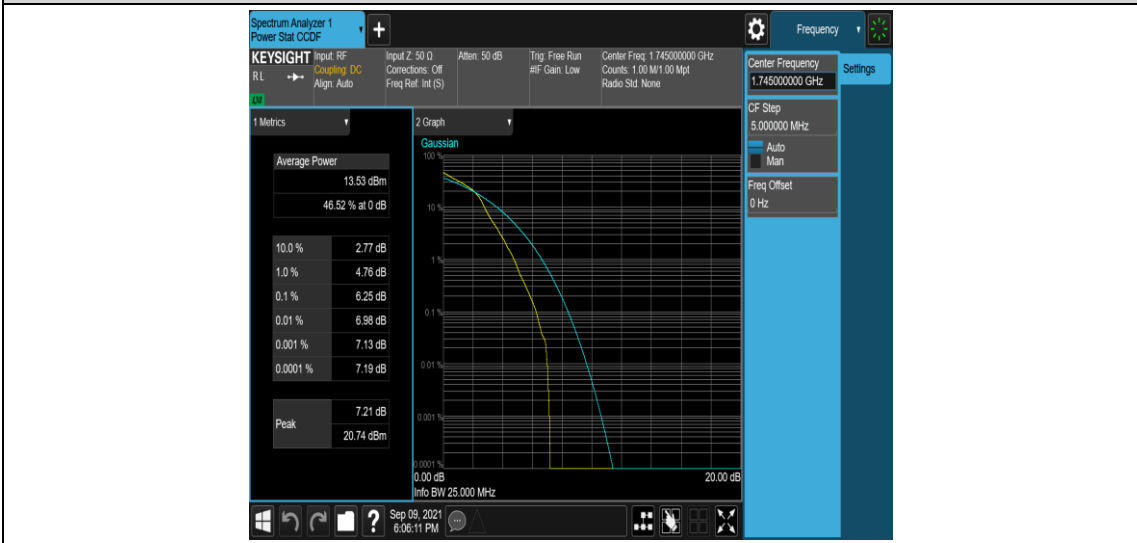 Spectrum Analyzer 1
Power Stat CCDF
+
Frequency
KEYSIGHT
RL
LXI
Input: RF
Coupling: DC
Align: Auto
Input Z: 50 Ω
Corrections: Off
Freq Ref: Int (S)
Atten: 50 dB
Trig: Free Run
#IF Gain: Low
Center Freq: 1.745000000 GHz
Counts: 1.00 M/1.00 Mpt
Radio Std: None
Center Frequency
1.745000000 GHz
Settings
CF Step
5.000000 MHz
Auto
Man
Freq Offset
0 Hz
1 Metrics
Average Power
13.53 dBm
46.52 % at 0 dB
10.0 % 2.77 dB
1.0 % 4.76 dB
0.1 % 6.25 dB
0.01 % 6.98 dB
0.001 % 7.13 dB
0.0001 % 7.19 dB
Peak 7.21 dB
20.74 dBm
2 Graph
Gaussian
100 %
10 %
1 %
0.1 %
0.01 %
0.001 %
0.0001 %
0.00 dB 20.00 dB
Info BW 25.000 MHz
?
Sep 09, 2021
6:06:11 PM